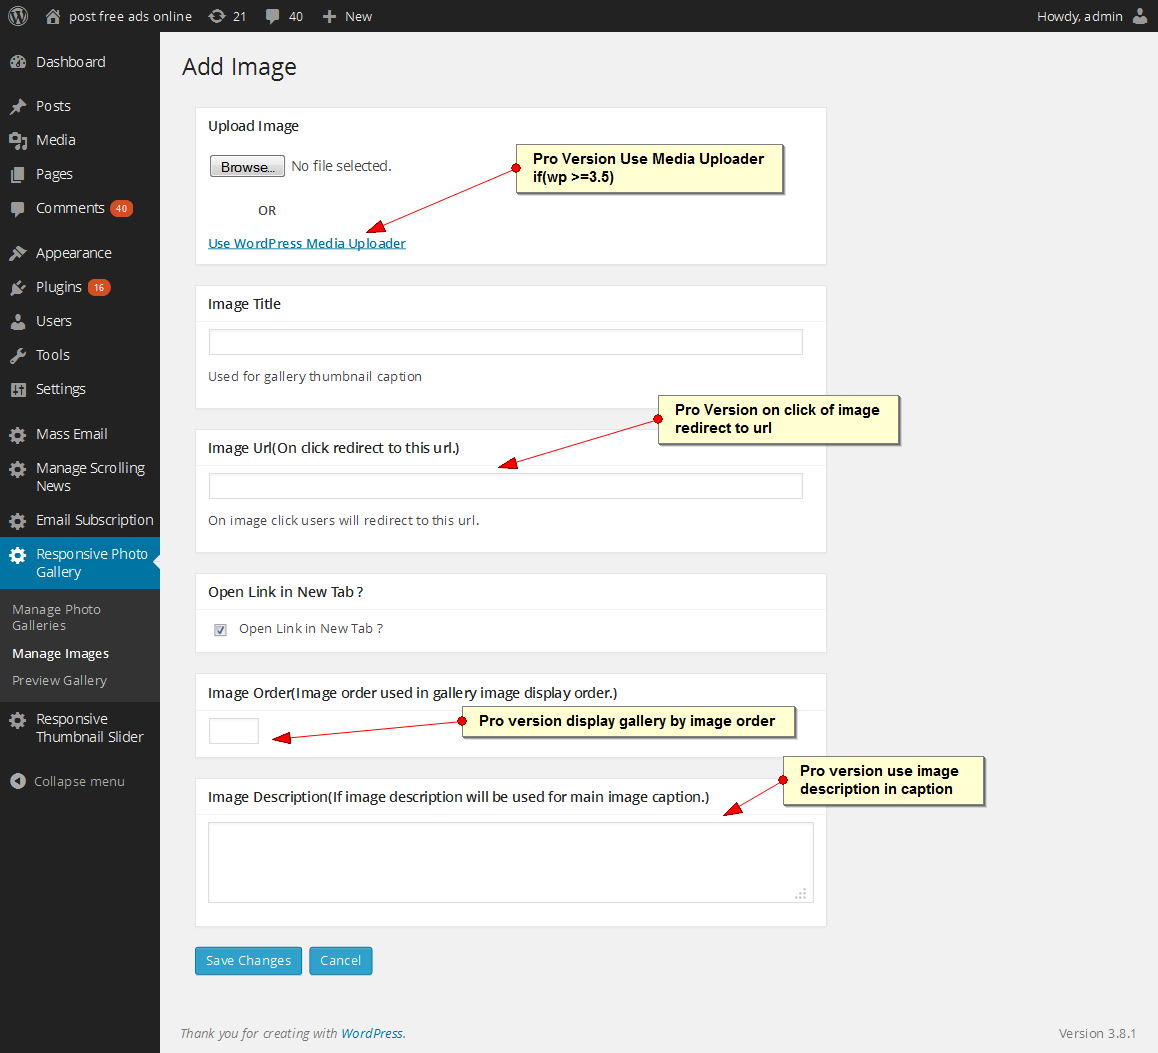 post free ads online 21 40 New Howdy, admin
Dashboard
Posts
Media
Pages
Comments 40
Appearance
Plugins 16
Users
Tools
Settings
Mass Email
Manage Scrolling
News
Email Subscription
Responsive Photo
Gallery
Manage Photo
Galleries
Manage Images
Preview Gallery
Responsive
Thumbnail Slider
Collapse menu
Add Image
Upload Image
Browse... No file selected.
OR
Use WordPress Media Uploader
Pro Version Use Media Uploader
if(wp >=3.5)
Image Title
Used for gallery thumbnail caption
Pro Version on click of image
redirect to url
Image Url(On click redirect to this url.)
On image click users will redirect to this url.
Open Link in New Tab ?
Open Link in New Tab ?
Image Order(Image order used in gallery image display order.)
Pro version display gallery by image order
Pro version use image
description in caption
Image Description(If image description will be used for main image caption.)
Save Changes Cancel
Thank you for creating with WordPress.
Version 3.8.1